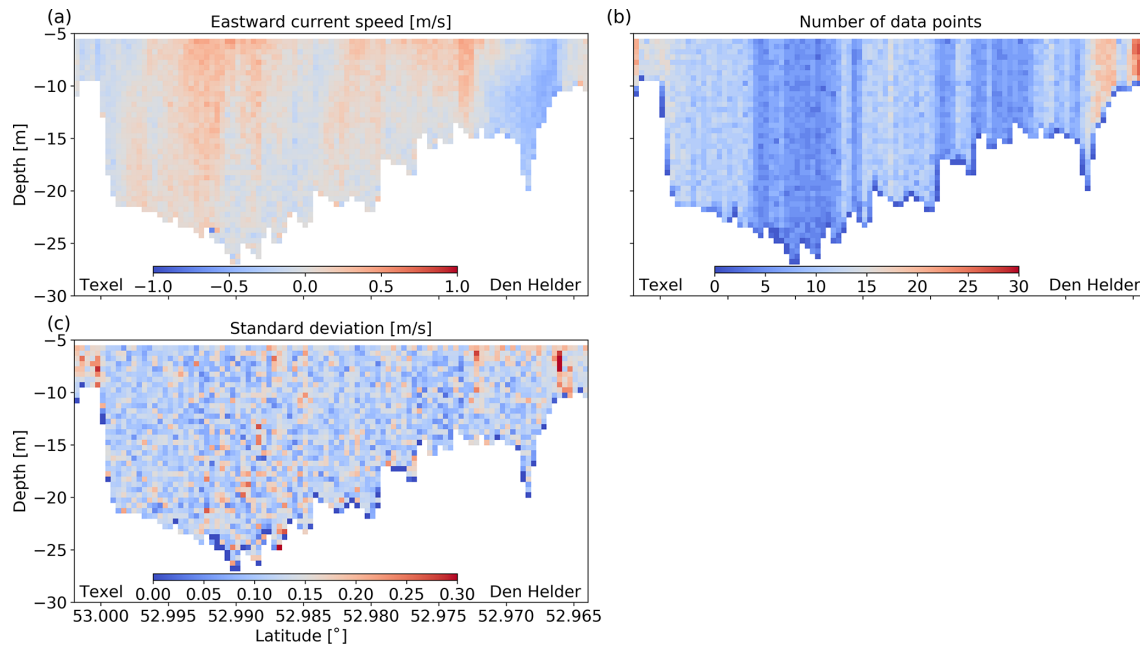 (a) Eastward current speed [m/s]
(b) Number of data points
−5
−10
−15
−20
−25
−30
Depth [m]
Texel −1.0 −0.5 0.0 0.5 1.0 Den Helder
Texel 0 5 10 15 20 25 30 Den Helder
(c) Standard deviation [m/s]
−5
−10
−15
−20
−25
−30
Depth [m]
Texel 0.00 0.05 0.10 0.15 0.20 0.25 0.30 Den Helder
53.000 52.995 52.990 52.985 52.980 52.975 52.970 52.965
Latitude [˚]